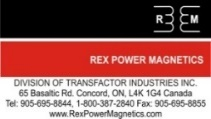 R M
REX POWER MAGNETICS
DIVISION OF TRANSFACTOR INDUSTRIES INC.
65 Basaltic Rd. Concord, ON, L4K 1G4 Canada
Tel: 905-695-8844, 1-800-387-2840 Fax: 905-695-8855
www.RexPowerMagnetics.com